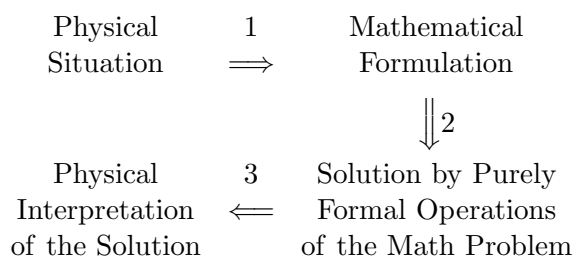 Physical 1 Mathematical
Situation ⟹ Formulation
⇓ 2
Physical 3 Solution by Purely
Interpretation ⟸ Formal Operations
of the Solution of the Math Problem